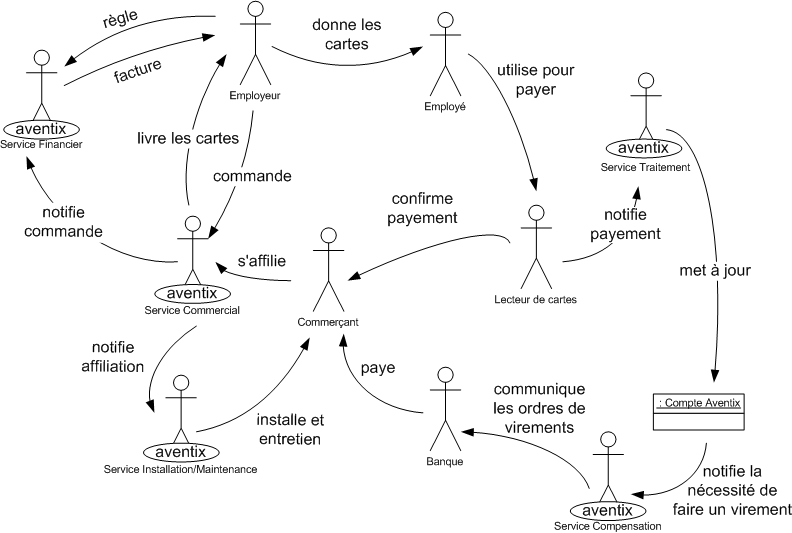 règle
facture
Employeur
donne les
cartes
Employé
utilise pour
payer
aventix
Service Financier
aventix
Service Traitement
livre les cartes
commande
notifie
commande
confirme
payement
notifie
payement
Lecteur de cartes
met à jour
s'affilie
aventix
Service Commercial
Commerçant
notifie
affiliation
paye
installe et
entretien
aventix
Service Installation/Maintenance
Banque
communique
les ordres de
virements
: Compte Aventix
notifie la
nécessité de
faire un virement
aventix
Service Compensation